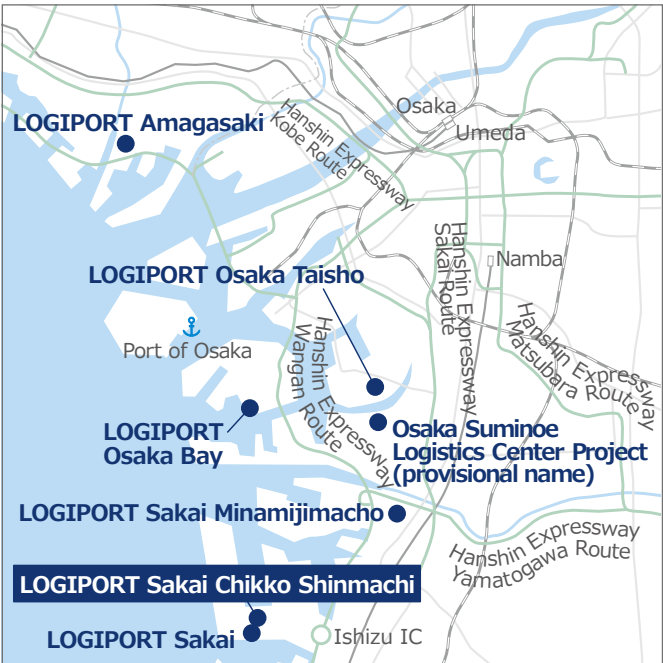 Osaka
Umeda
LOGIPORT Amagasaki
Hanshin Expressway
Kobe Route
Hanshin Expressway
Sakai Route
Namba
LOGIPORT Osaka Taisho
Port of Osaka
Hanshin Expressway
Wangan Route
Hanshin Expressway
Matsubara Route
LOGIPORT
Osaka Bay
Osaka Suminoe
Logistics Center Project
(provisional name)
LOGIPORT Sakai Minamijimacho
Hanshin Expressway
Yamatogawa Route
LOGIPORT Sakai Chikko Shinmachi
LOGIPORT Sakai
Ishizu IC